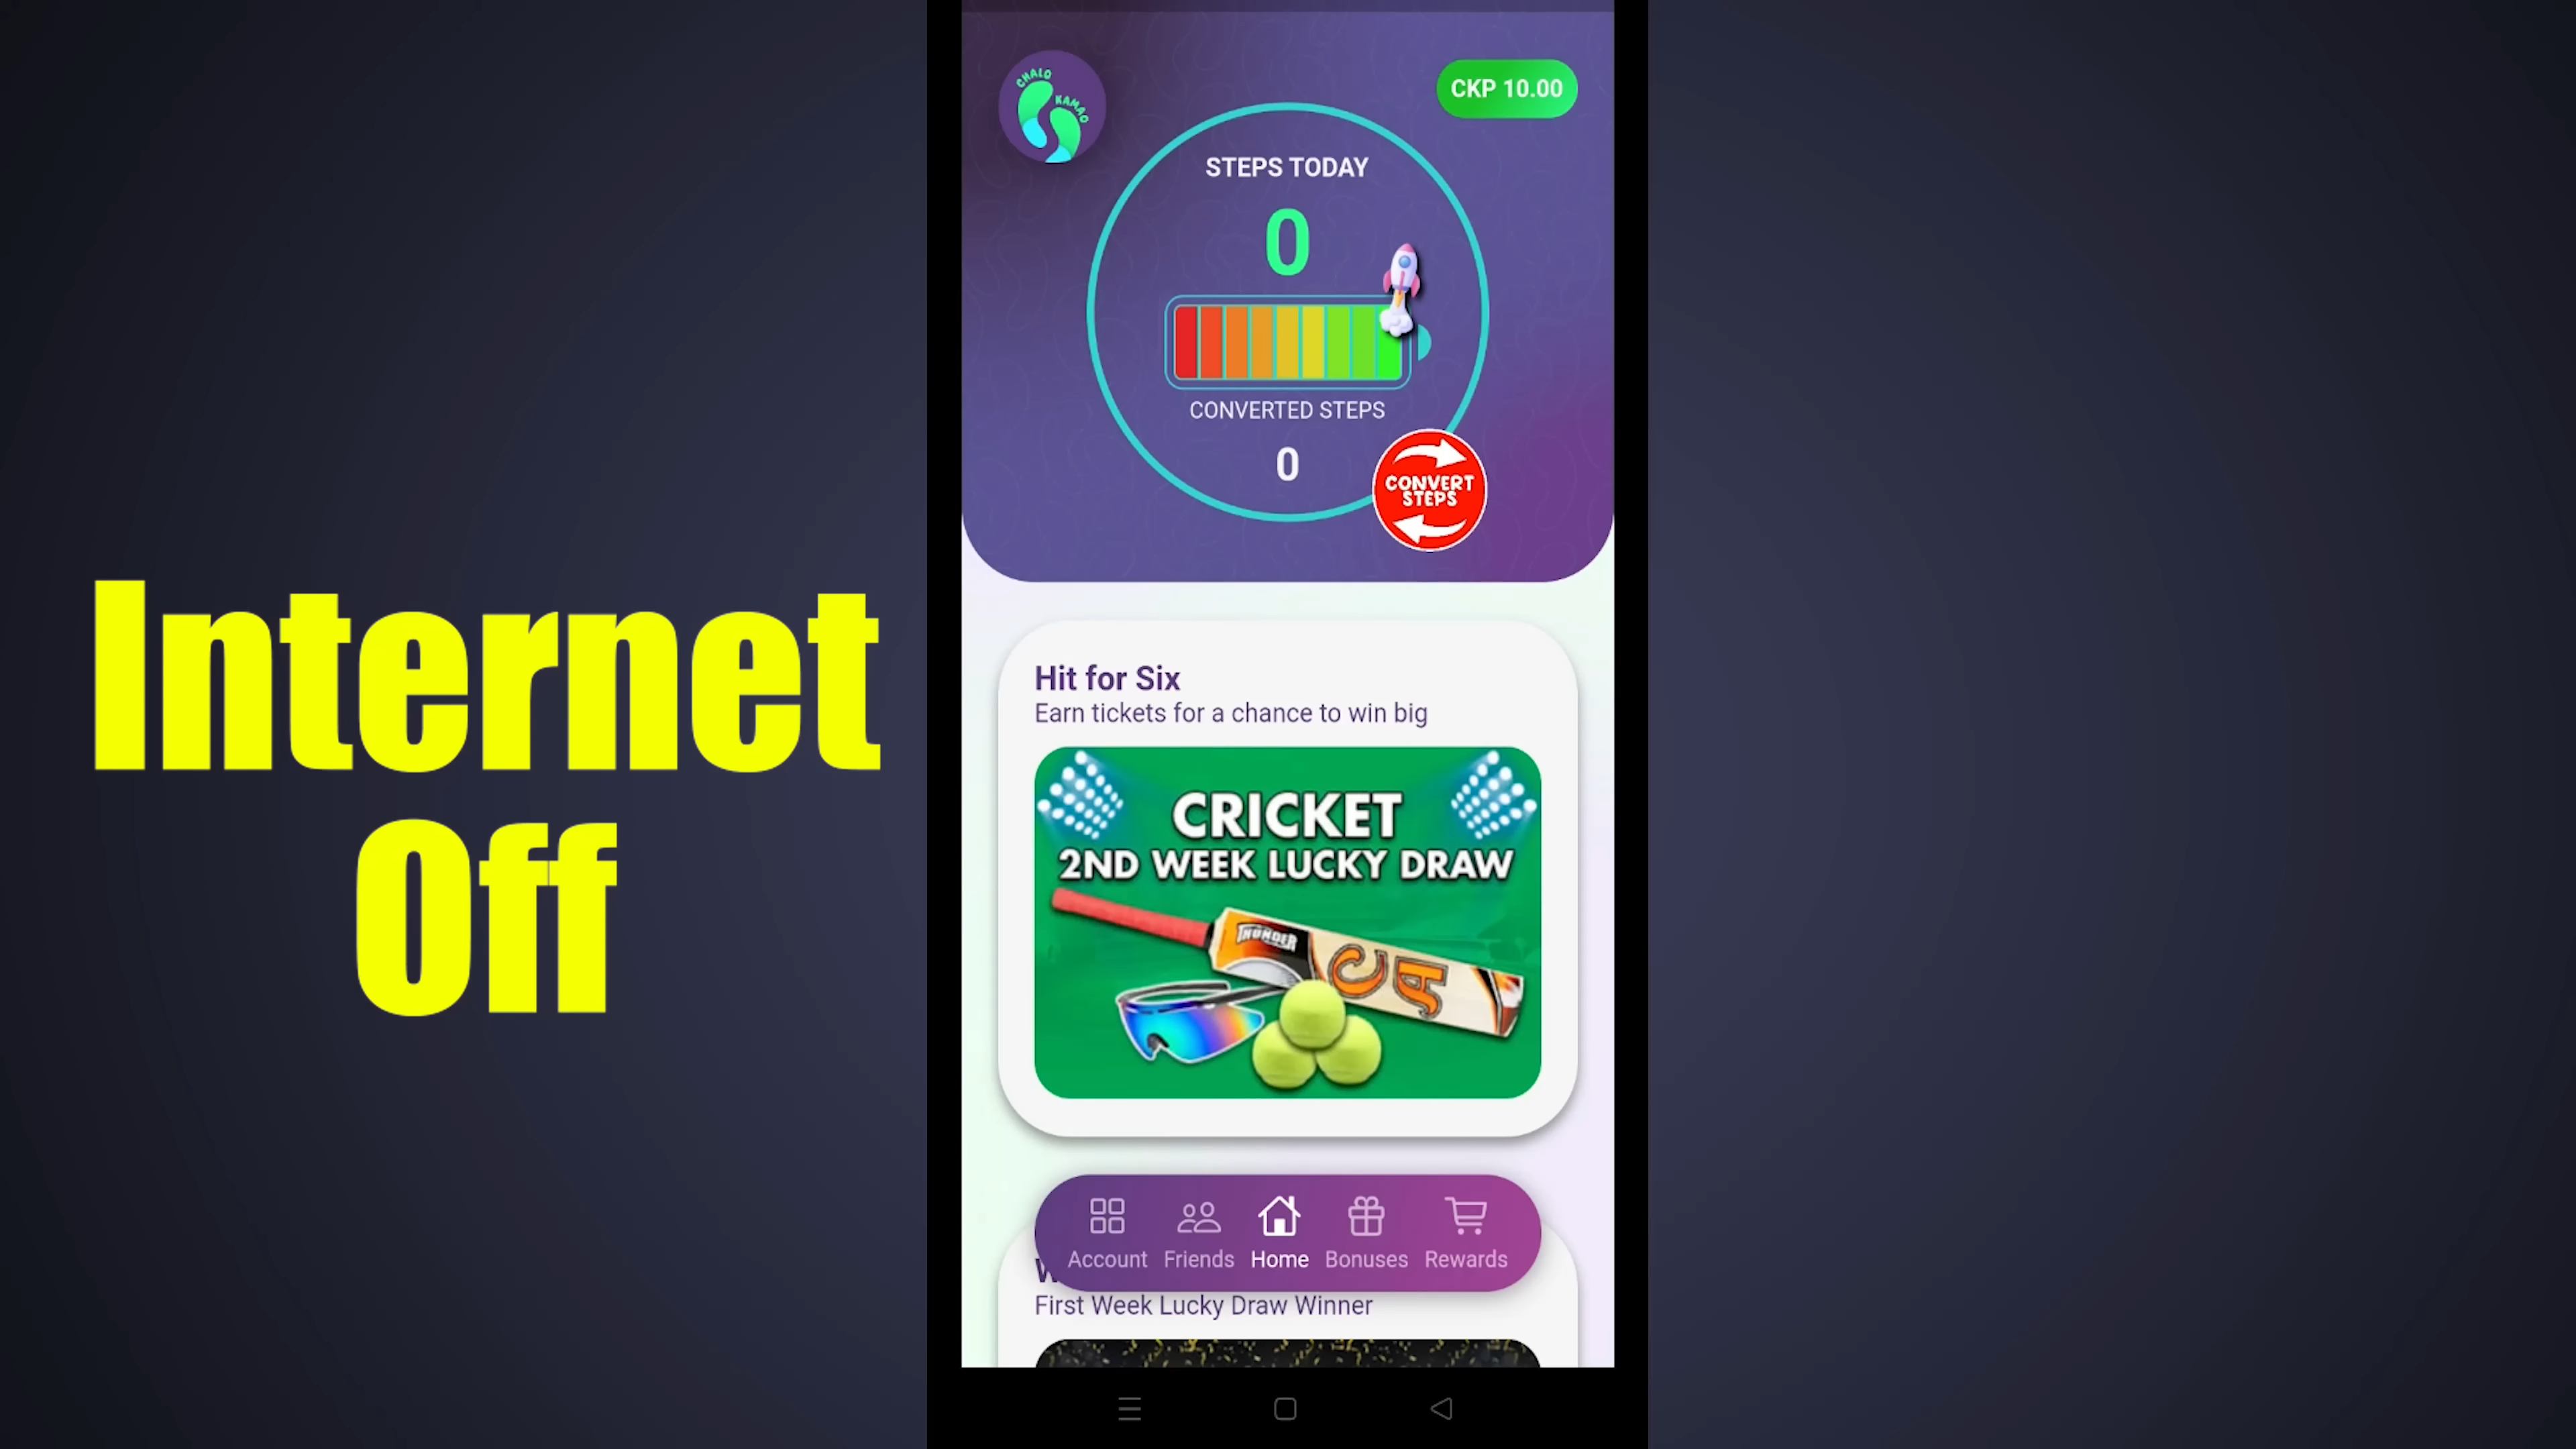 Internet
Off
CHALO
KAMAO
CKP 10.00
STEPS TODAY
0
CONVERTED STEPS
0
CONVERT
STEPS
Hit for Six
Earn tickets for a chance to win big
CRICKET
2ND WEEK LUCKY DRAW
THUNDER
CA
Account Friends Home Bonuses Rewards
First Week Lucky Draw Winner